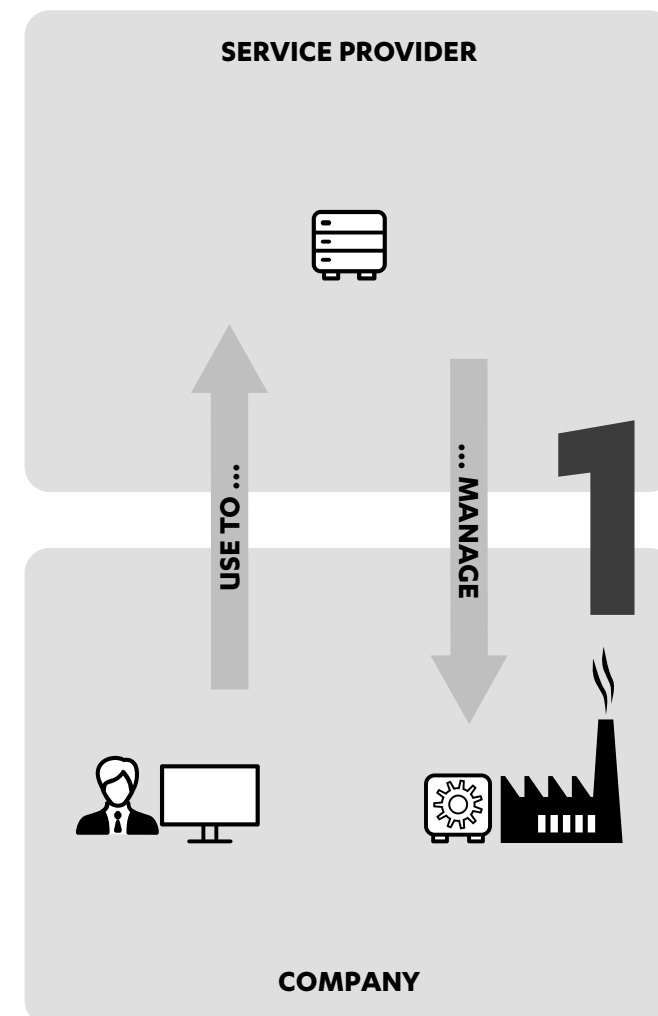 SERVICE PROVIDER
USE TO ...
... MANAGE
1
COMPANY